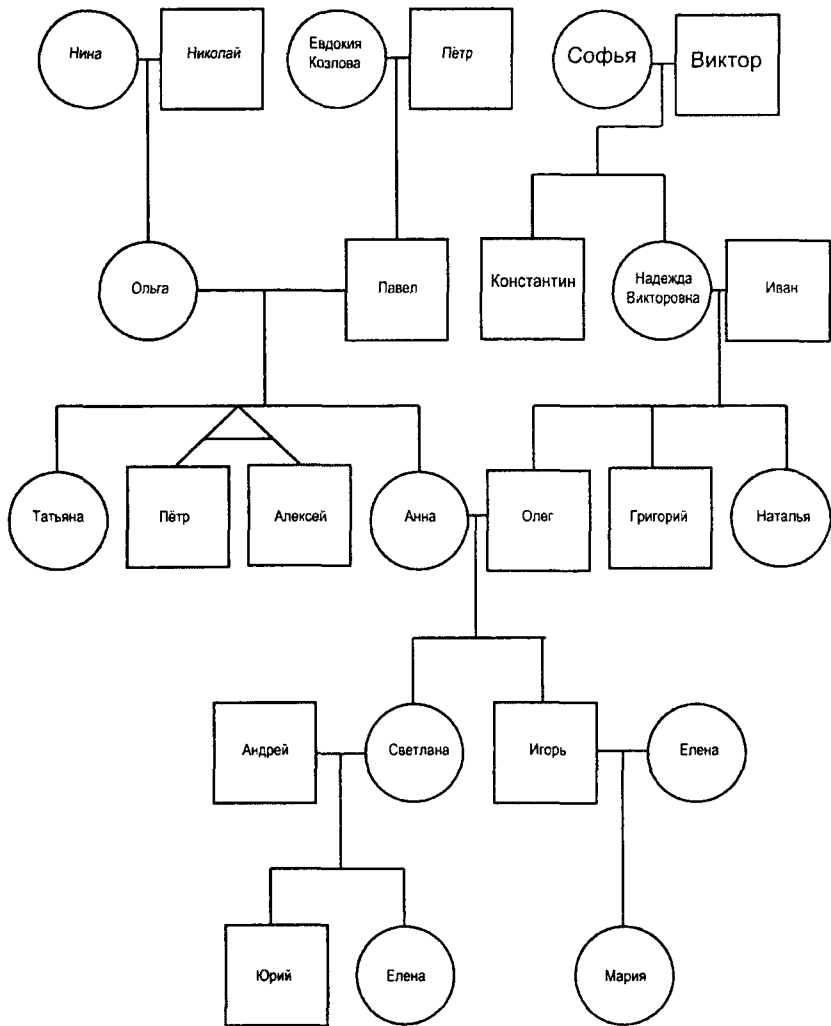 Нина
Николай
Евдокия
Козлова
Пётр
Софья
Виктор
Ольга
Павел
Константин
Надежда
Викторовна
Иван
Татьяна
Пётр
Алексей
Анна
Олег
Григорий
Наталья
Андрей
Светлана
Игорь
Елена
Юрий
Елена
Мария